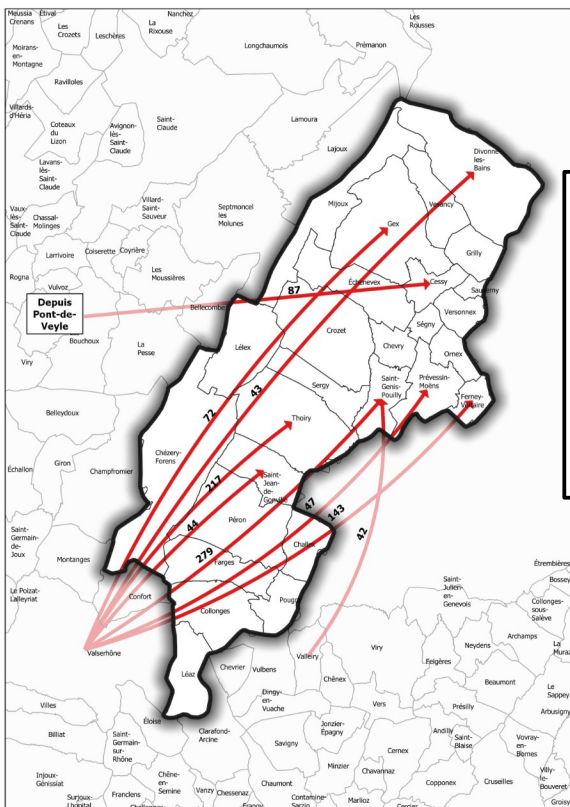 Meussia
Crenans
Étival
Les
Crozets
Leschères
La
Rixouse
Nanchez
Longchaumois
Prémanon
Les
Rousses
Moirans-
en-
Montagne
Ravilloles
Villards-
d'Héria
Coteaux
du
Lizon
Avignon-
lès-
Saint-
Claude
Saint-
Claude
Lamoura
Lajoux
Lavans-
lès-
Saint-
Claude
Villard-
Saint-
Sauveur
Septmoncel
les
Molunes
Mijoux
Divonne-
les-
Bains
Vesancy
Gex
Vaux-
lès-
Saint-
Claude
Chassal-
Molinges
Larrivoire
Coiserette
Coyrière
Grilly
Rogna
Vulvoz
Les
Moussières
Échenevex
Cessy
Sauverny
87
Depuis
Pont-de-
Veyle
Bellecombe
Versonnex
Viry
Bouchoux
La
Pesse
Lélex
Crozet
Ségny
Chevry
Ornex
Belleydoux
72
43
Sergy
Saint-
Genis-
Pouilly
Prévessin-
Moëns
Ferney-
Voltaire
Thoiry
Échallon
Giron
Champfromier
Chézery-
Forens
217
Saint-
Jean-
de-
Gonville
44
Péron
47
143
42
Saint-
Germain-
de-
Joux
Montanges
279
Farges
Challex
Le Poizat-
Lalleyriat
Confort
Collonges
Pougny
Étrembières
Bossey
Saint-
Julien-
en-
Genevois
Collonges-
sous-
Salève
Valserhône
Valleiry
Viry
Neydens
Archamps
La
Muraz
Léaz
Chevrier
Vulbens
Chênex
Feigères
Beaumont
Le
Sappey
Villes
Dingy-
en-
Vuache
Vers
Présilly
Arbusigny
Éloise
Billiat
Saint-
Germain-
sur-
Rhône
Clarafond-
Arcine
Savigny
Jonzier-
Épagny
Cernex
Andilly
Saint-
Blaise
Vovray-
en-
Bornes
Injoux-
Génissiat
Chêne-
en-
Semine
Minzier
Chavannaz
Villy-
le-
Bouveret
Surjoux-
Lhôpital
Franclens
Vanzy
Chessenaz
Chaumont
Contamine-
Sarzin
Marlioz
Copponex
Cruseilles